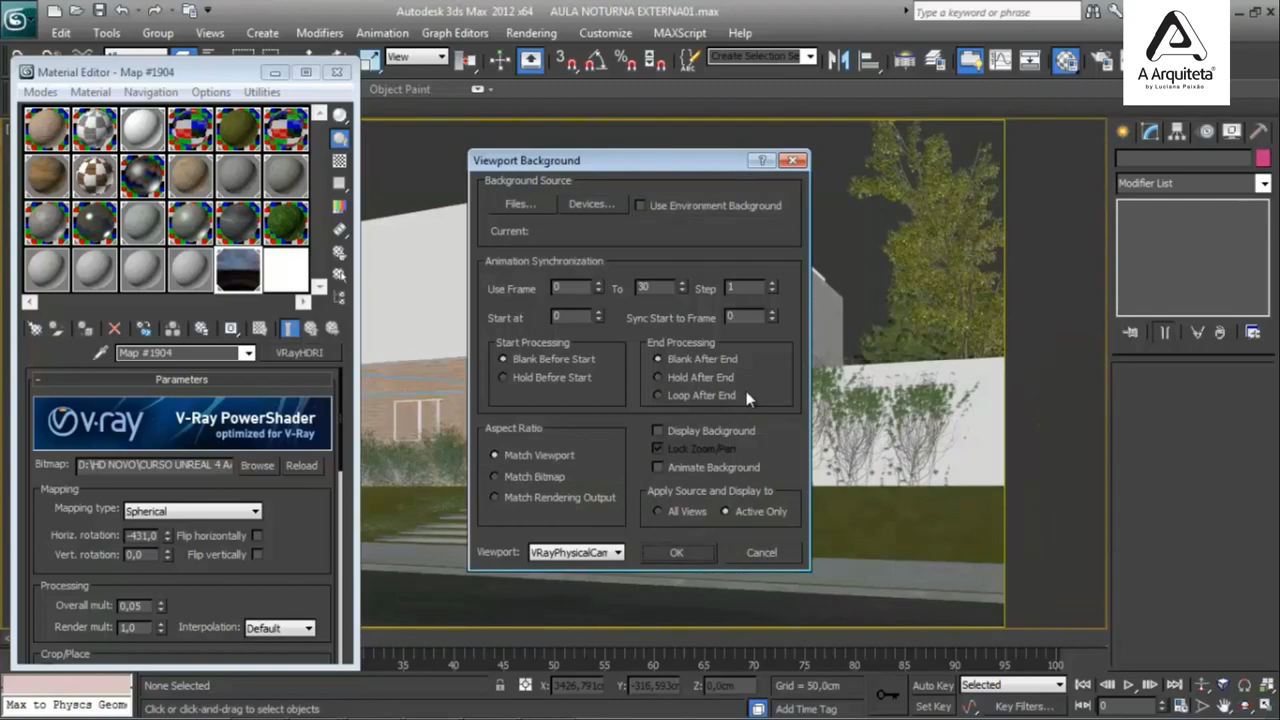 Autodesk 3ds Max 2012 x64
AULA NOTURNA EXTERNA01.max
Type a keyword or phrase
Edit
Tools
Group
Views
Create
Modifiers
Animation
Graph Editors
Rendering
Customize
MAXScript
Help
A Arquiteta®
by Luciana Paixão
View
Create Selection Se
Object Paint
Material Editor - Map #1904
Modes
Material
Navigation
Options
Utilities
Map #1904
VRayHDRI
Parameters
v·ray
V-Ray PowerShader
optimized for V-Ray
Bitmap:
D:\HD NOVO\CURSO UNREAL 4 A
Browse
Reload
Mapping
Mapping type:
Spherical
Horiz. rotation:
-431,0
Flip horizontally
Vert. rotation:
0,0
Flip vertically
Processing
Overall mult:
0,05
Render mult:
1,0
Interpolation:
Default
Crop/Place
Viewport Background
Background Source
Files...
Devices...
Use Environment Background
Current:
Animation Synchronization
Use Frame
0
To
30
Step
1
Start at
0
Sync Start to Frame
0
Start Processing
Blank Before Start
Hold Before Start
End Processing
Blank After End
Hold After End
Loop After End
Aspect Ratio
Match Viewport
Match Bitmap
Match Rendering Output
Display Background
Lock Zoom/Pan
Animate Background
Apply Source and Display to
All Views
Active Only
Viewport:
VRayPhysicalCam
OK
Cancel
Modifier List
35
40
45
50
55
60
65
70
75
80
85
90
95
100
None Selected
X:
3426,791c
Y:
-316,593c
Z:
0,0cm
Grid = 50,0cm
Auto Key
Selected
Max to Physcs Geome
Click or click-and-drag to select objects
Add Time Tag
Set Key
Key Filters...
0